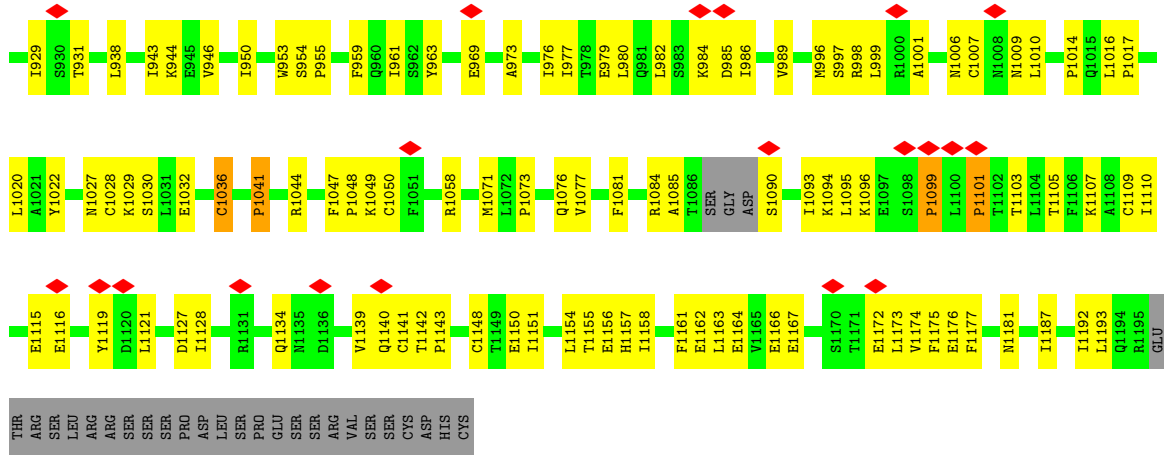 I929 S930 T931 L938 I943 K944 E945 V946 I950 W953 S954 P955 F959 Q960 I961 S962 Y963 E969 A973 I976 I977 T978 E979 L980 Q981 L982 S983 K984 D985 I986 V989 M996 S997 R998 L999 R1000 A1001 N1006 C1007 N1008 N1009 L1010 P1014 Q1015 L1016 P1017
L1020 A1021 Y1022 N1027 C1028 K1029 S1030 L1031 E1032 C1036 P1041 R1044 F1047 P1048 K1049 C1050 F1051 R1058 M1071 L1072 P1073 Q1076 V1077 F1081 R1084 A1085 T1086 SER GLY ASP S1090 I1093 K1094 L1095 K1096 E1097 S1098 P1099 L1100 P1101 T1102 T1103 L1104 T1105 F1106 K1107 A1108 C1109 I1110
E1115 E1116 Y1119 D1120 L1121 D1127 I1128 R1131 Q1134 N1135 D1136 V1139 Q1140 C1141 T1142 P1143 C1148 T1149 E1150 I1151 L1154 T1155 E1156 H1157 I1158 F1161 E1162 L1163 E1164 V1165 E1166 E1167 S1170 T1171 E1172 L1173 V1174 F1175 E1176 F1177 N1181 I1187 I1192 L1193 Q1194 R1195 GLU
THR ARG SER LEU ARG ARG SER SER SER PRO ASP LEU SER PRO GLU SER SER ARG VAL SER SER CYS ASP HIS CYS